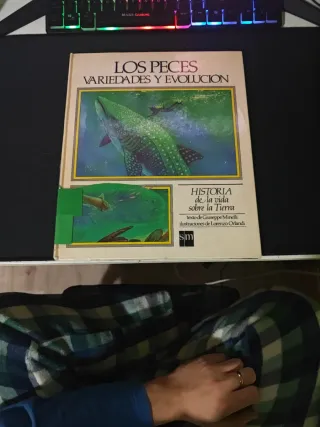 LOS PECES
VARIEDADES Y EVOLUCION
HISTORIA
de la vida
sobre la Tierra
texto de Giuseppe Minelli
ilustraciones de Lorenzo Orlandi
sm